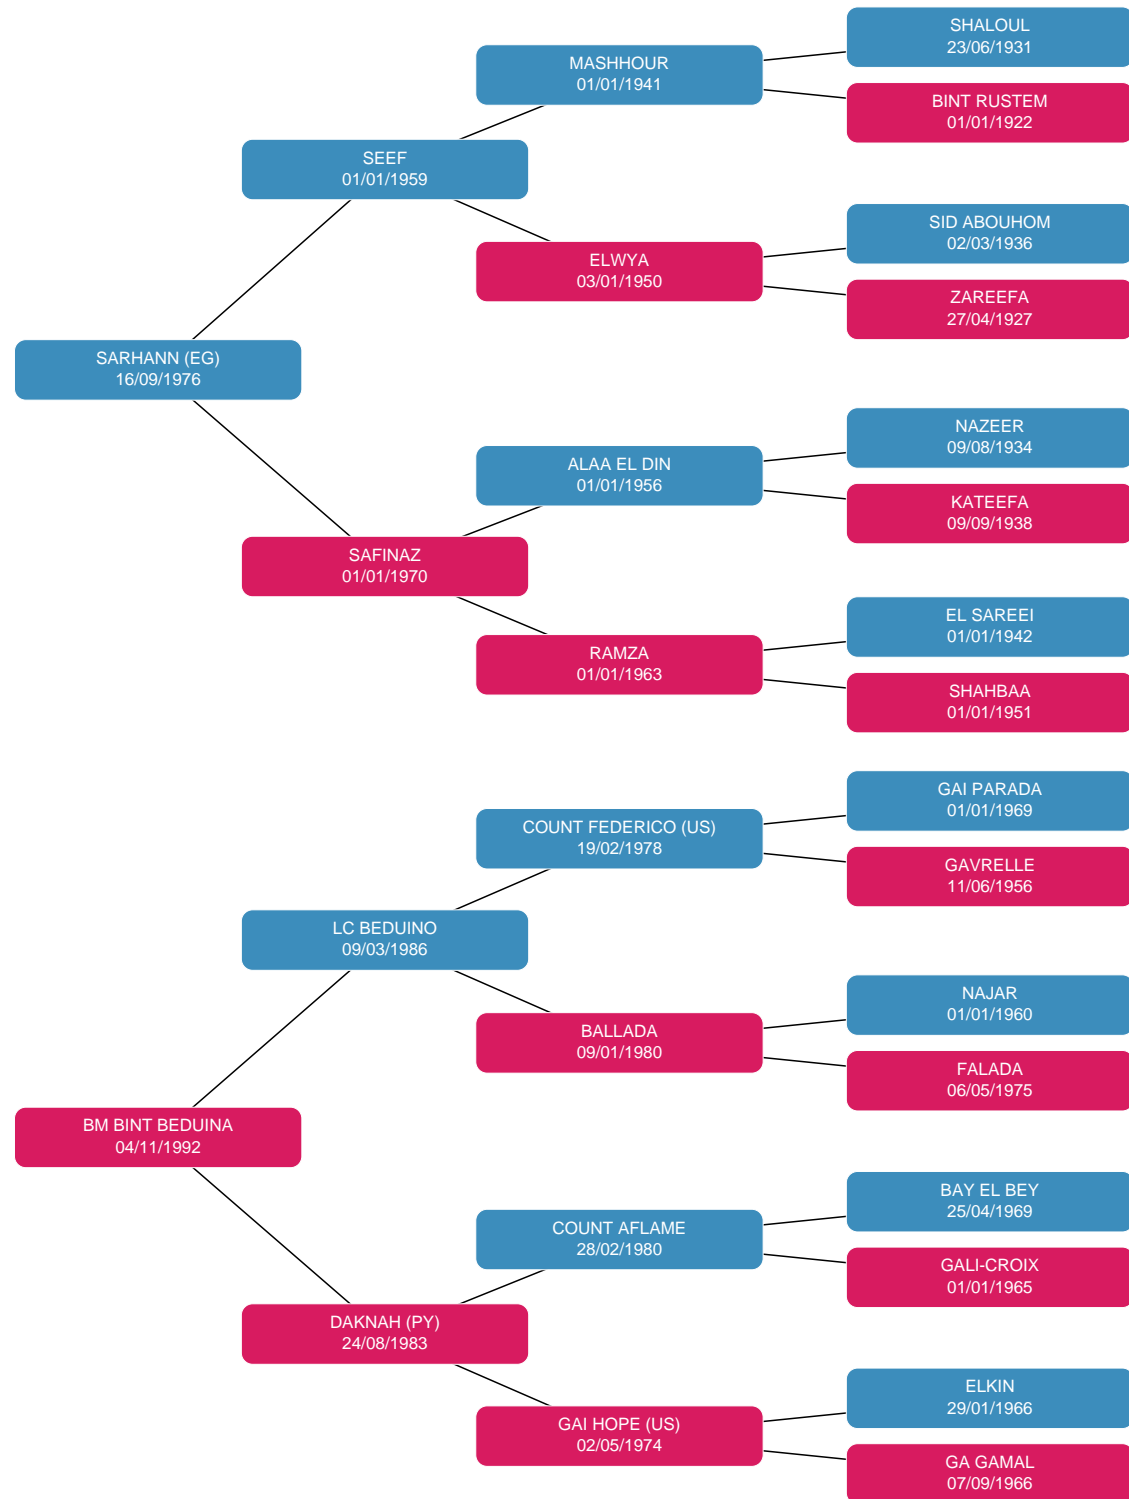 SHALOUL
23/06/1931
MASHHOUR
01/01/1941
BINT RUSTEM
01/01/1922
SEEF
01/01/1959
SID ABOUHOM
02/03/1936
ELWYA
03/01/1950
ZAREEFA
27/04/1927
SARHANN (EG)
16/09/1976
NAZEER
09/08/1934
ALAA EL DIN
01/01/1956
KATEEFA
09/09/1938
SAFINAZ
01/01/1970
EL SAREEI
01/01/1942
RAMZA
01/01/1963
SHAHBAA
01/01/1951
GAI PARADA
01/01/1969
COUNT FEDERICO (US)
19/02/1978
GAVRELLE
11/06/1956
LC BEDUINO
09/03/1986
NAJAR
01/01/1960
BALLADA
09/01/1980
FALADA
06/05/1975
BM BINT BEDUINA
04/11/1992
BAY EL BEY
25/04/1969
COUNT AFLAME
28/02/1980
GALI-CROIX
01/01/1965
DAKNAH (PY)
24/08/1983
ELKIN
29/01/1966
GAI HOPE (US)
02/05/1974
GA GAMAL
07/09/1966